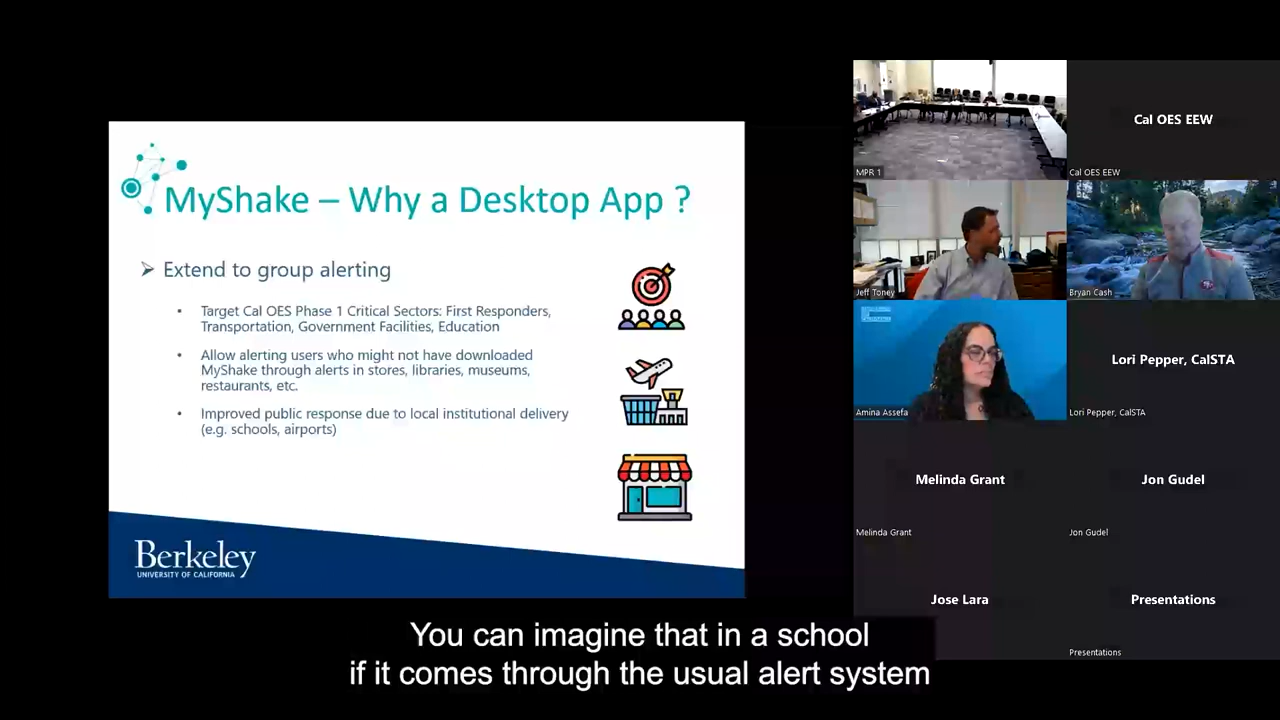 MyShake – Why a Desktop App ?
➢ Extend to group alerting
• Target Cal OES Phase 1 Critical Sectors: First Responders,
Transportation, Government Facilities, Education
• Allow alerting users who might not have downloaded
MyShake through alerts in stores, libraries, museums,
restaurants, etc.
• Improved public response due to local institutional delivery
(e.g. schools, airports)
Berkeley
UNIVERSITY OF CALIFORNIA
MPR 1
Cal OES EEW
Cal OES EEW
Jeff Toney
Bryan Cash
Amina Assefa
Lori Pepper, CalSTA
Lori Pepper, CalSTA
Melinda Grant
Melinda Grant
Jon Gudel
Jon Gudel
Jose Lara
Presentations
Presentations
You can imagine that in a school
if it comes through the usual alert system